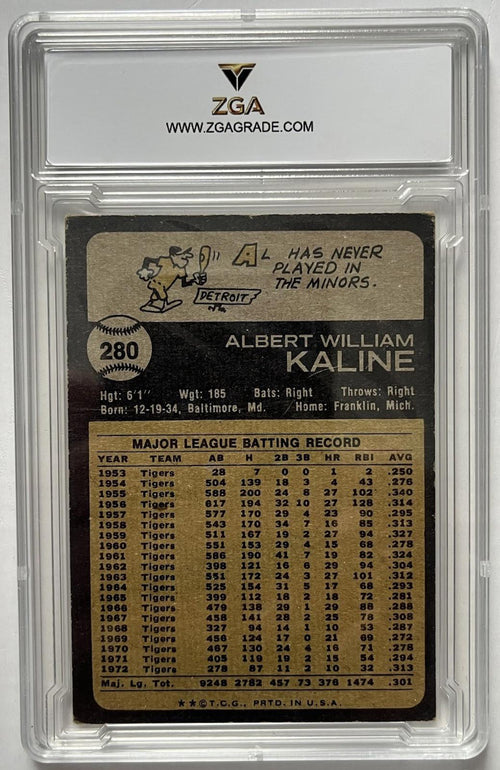 ZGA
WWW.ZGAGRADE.COM
AL HAS NEVER
PLAYED IN
THE MINORS.
DETROIT
280
ALBERT WILLIAM
KALINE
Hgt: 6'1" Wgt: 185 Bats: Right Throws: Right
Born: 12-19-34, Baltimore, Md. Home: Franklin, Mich.
MAJOR LEAGUE BATTING RECORD
YEAR TEAM AB H 2B 3B HR RBI AVG
1953 Tigers 28 7 0 0 1 2 .250
1954 Tigers 504 139 18 3 4 43 .276
1955 Tigers 588 200 24 8 27 102 .340
1956 Tigers 617 194 32 10 27 128 .314
1957 Tigers 577 170 29 4 23 90 .295
1958 Tigers 543 170 34 7 16 85 .313
1959 Tigers 511 167 19 2 27 94 .327
1960 Tigers 551 153 29 4 15 68 .278
1961 Tigers 586 190 41 7 19 82 .324
1962 Tigers 398 121 16 6 29 94 .304
1963 Tigers 551 172 24 3 27 101 .312
1964 Tigers 525 154 31 5 17 68 .293
1965 Tigers 399 112 18 2 18 72 .281
1966 Tigers 479 138 29 1 29 88 .288
1967 Tigers 458 141 28 2 25 78 .308
1968 Tigers 327 94 14 1 10 53 .287
1969 Tigers 456 124 17 0 21 69 .272
1970 Tigers 467 130 24 4 16 71 .278
1971 Tigers 405 119 19 2 15 54 .294
1972 Tigers 278 87 11 2 10 32 .313
Maj. Lg. Tot. 9248 2782 457 73 376 1474 .301
★★©T.C.G., PRTD. IN U.S.A.